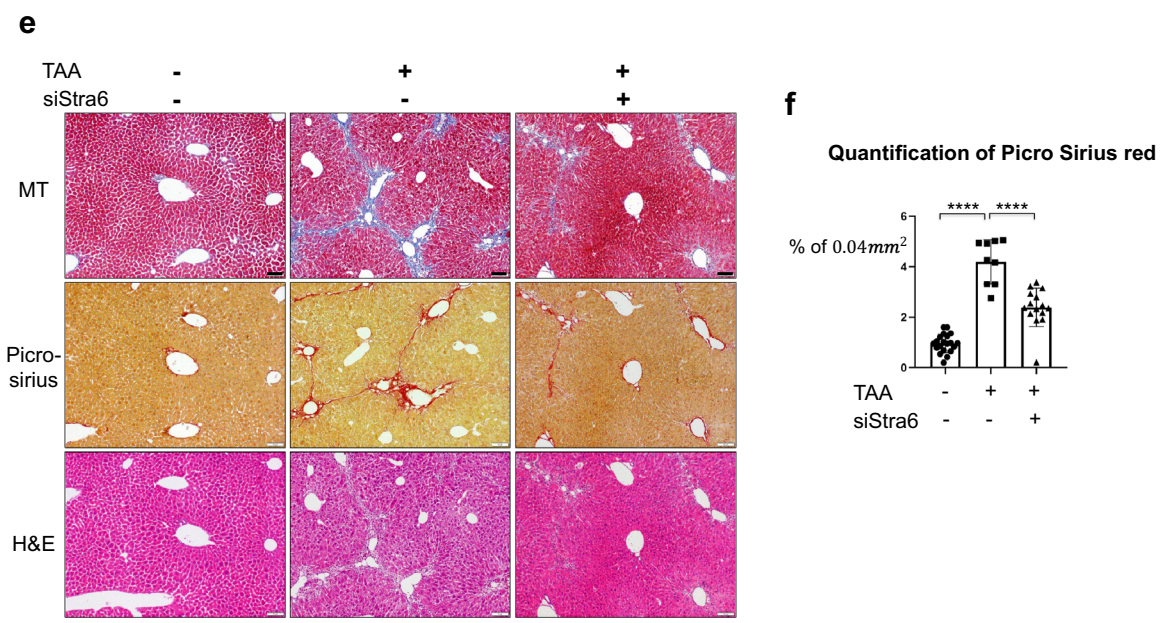 e
TAA - + +
siStra6 - - +
MT
Picro-
sirius
H&E
f
Quantification of Picro Sirius red
% of 0.04mm²
**** ****
6
4
2
0
TAA - + +
siStra6 - - +